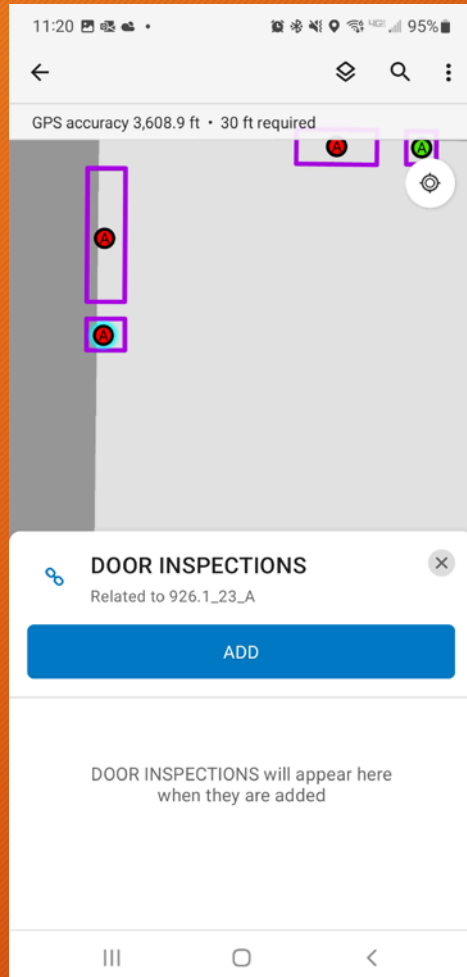 11:20 95%
GPS accuracy 3,608.9 ft • 30 ft required
A A
A
A
DOOR INSPECTIONS
Related to 926.1_23_A
ADD
DOOR INSPECTIONS will appear here
when they are added